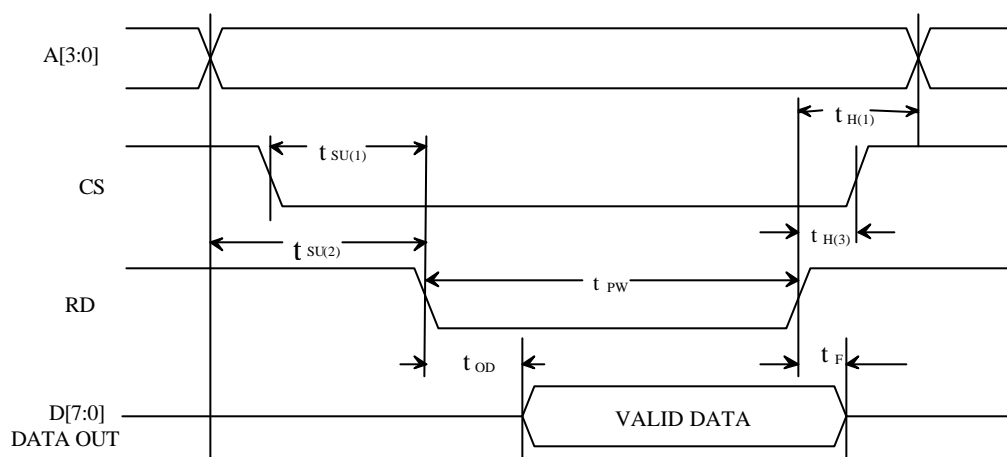 A[3:0]
t H(1)
t SU(1)
CS
t SU(2)
t H(3)
t PW
RD
t OD
t F
D[7:0]
DATA OUT
VALID DATA